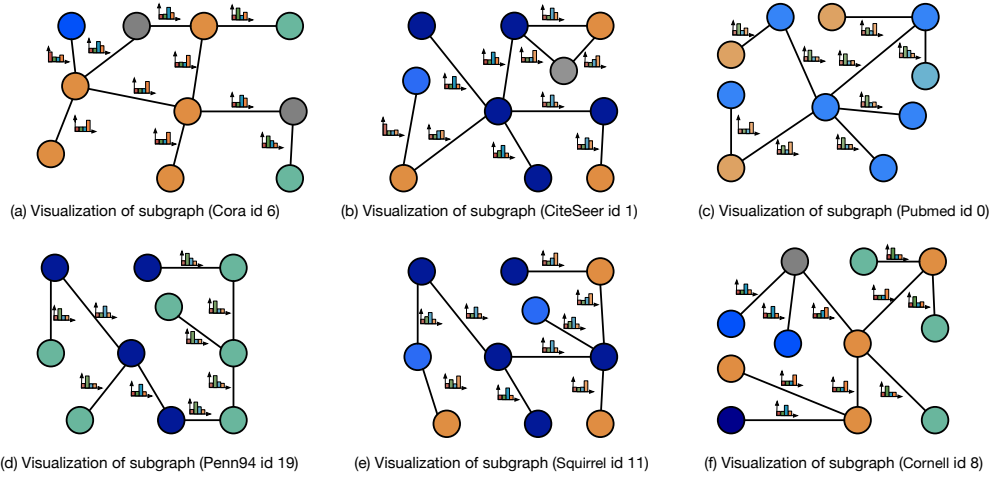 (a) Visualization of subgraph (Cora id 6)
(b) Visualization of subgraph (CiteSeer id 1)
(c) Visualization of subgraph (Pubmed id 0)
(d) Visualization of subgraph (Penn94 id 19)
(e) Visualization of subgraph (Squirrel id 11)
(f) Visualization of subgraph (Cornell id 8)